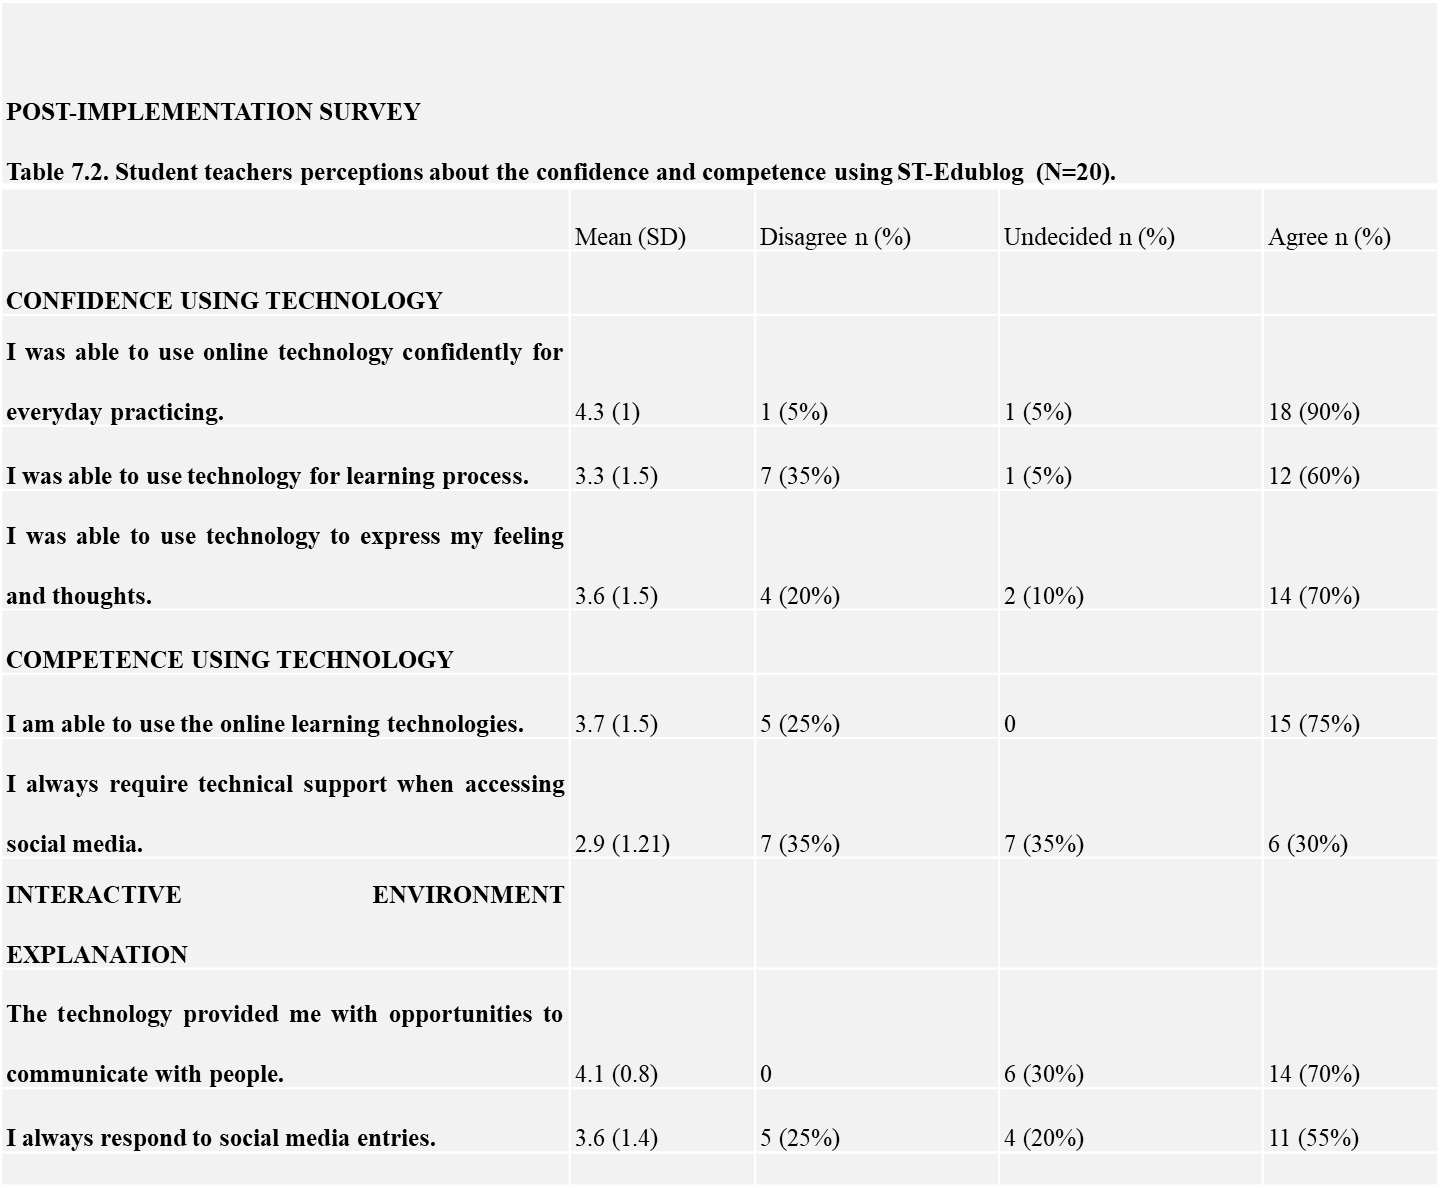 POST-IMPLEMENTATION SURVEY
Table 7.2. Student teachers perceptions about the confidence and competence using ST-Edublog (N=20).
Mean (SD) Disagree n (%) Undecided n (%) Agree n (%)
CONFIDENCE USING TECHNOLOGY
I was able to use online technology confidently for
everyday practicing. 4.3 (1) 1 (5%) 1 (5%) 18 (90%)
I was able to use technology for learning process. 3.3 (1.5) 7 (35%) 1 (5%) 12 (60%)
I was able to use technology to express my feeling
and thoughts. 3.6 (1.5) 4 (20%) 2 (10%) 14 (70%)
COMPETENCE USING TECHNOLOGY
I am able to use the online learning technologies. 3.7 (1.5) 5 (25%) 0 15 (75%)
I always require technical support when accessing
social media. 2.9 (1.21) 7 (35%) 7 (35%) 6 (30%)
INTERACTIVE ENVIRONMENT
EXPLANATION
The technology provided me with opportunities to
communicate with people. 4.1 (0.8) 0 6 (30%) 14 (70%)
I always respond to social media entries. 3.6 (1.4) 5 (25%) 4 (20%) 11 (55%)